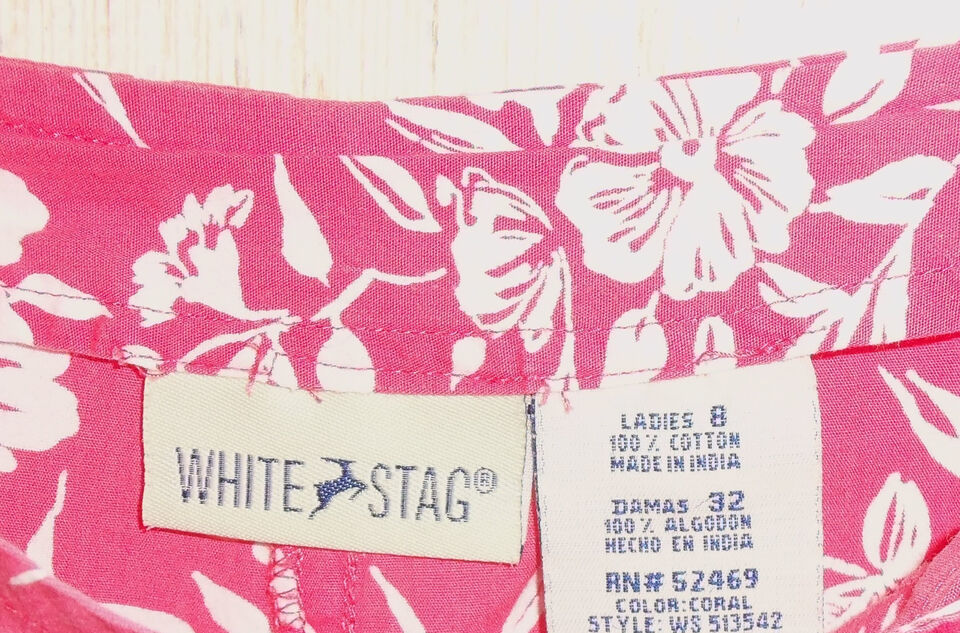 WHITE STAG®
LADIES 8
100% COTTON
MADE IN INDIA
DAMAS 32
100% ALGODON
HECHO EN INDIA
RN# 52469
COLOR:CORAL
STYLE: WS 513542